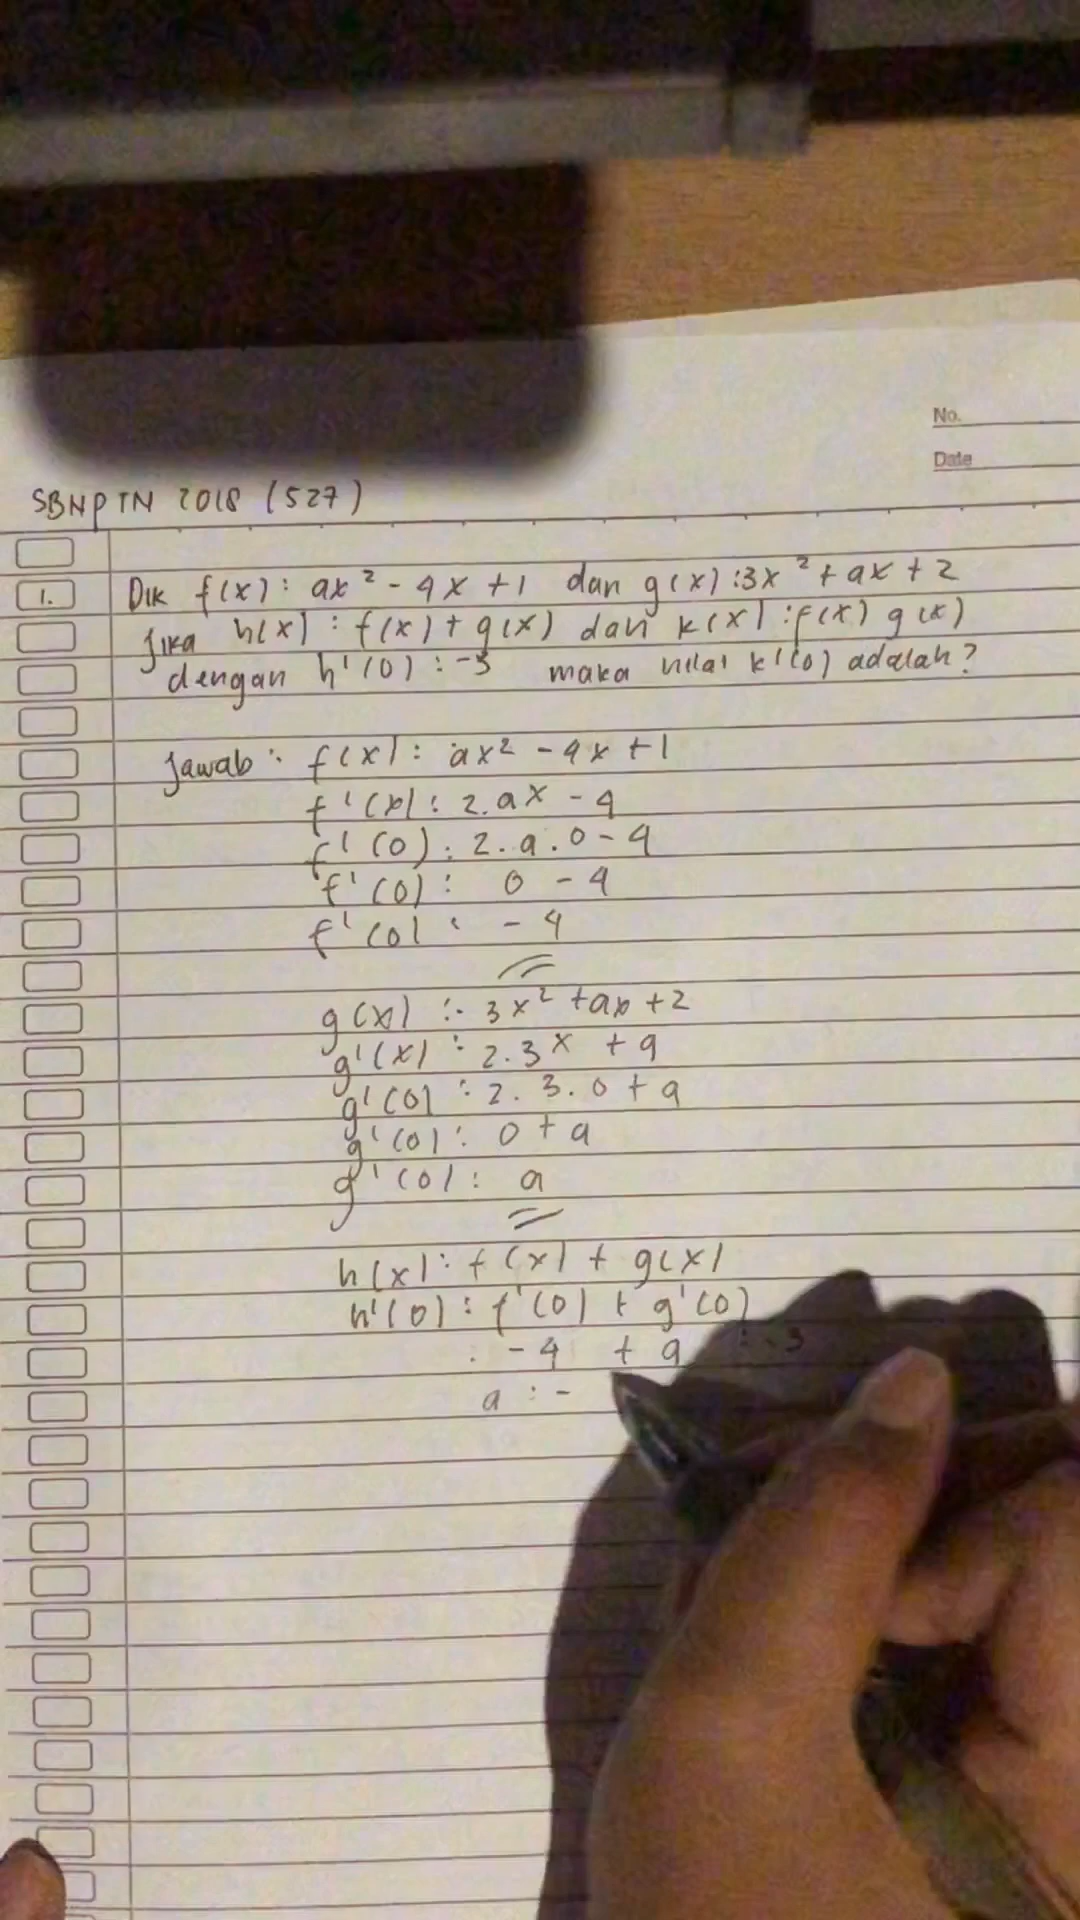 No.
Date
SBNPTN 2018 (527)
1. Dik f(x) : ax² - 4x + 1 dan g(x) : 3x² + ax + 2
Jika h(x) : f(x) + g(x) dan k(x) : f(x) g(x)
dengan h'(0) : -3 maka nilai k'(0) adalah?
Jawab : f(x) : ax² - 4x + 1
f'(x) : 2.ax - 4
f'(0) : 2.a.0 - 4
f'(0) : 0 - 4
f'(0) : -4
g(x) : 3x² + ax + 2
g'(x) : 2.3x + a
g'(0) : 2.3.0 + a
g'(0) : 0 + a
g'(0) : a
h(x) : f(x) + g(x)
h'(0) : f'(0) + g'(0)
: -4 + a : -3
a : -